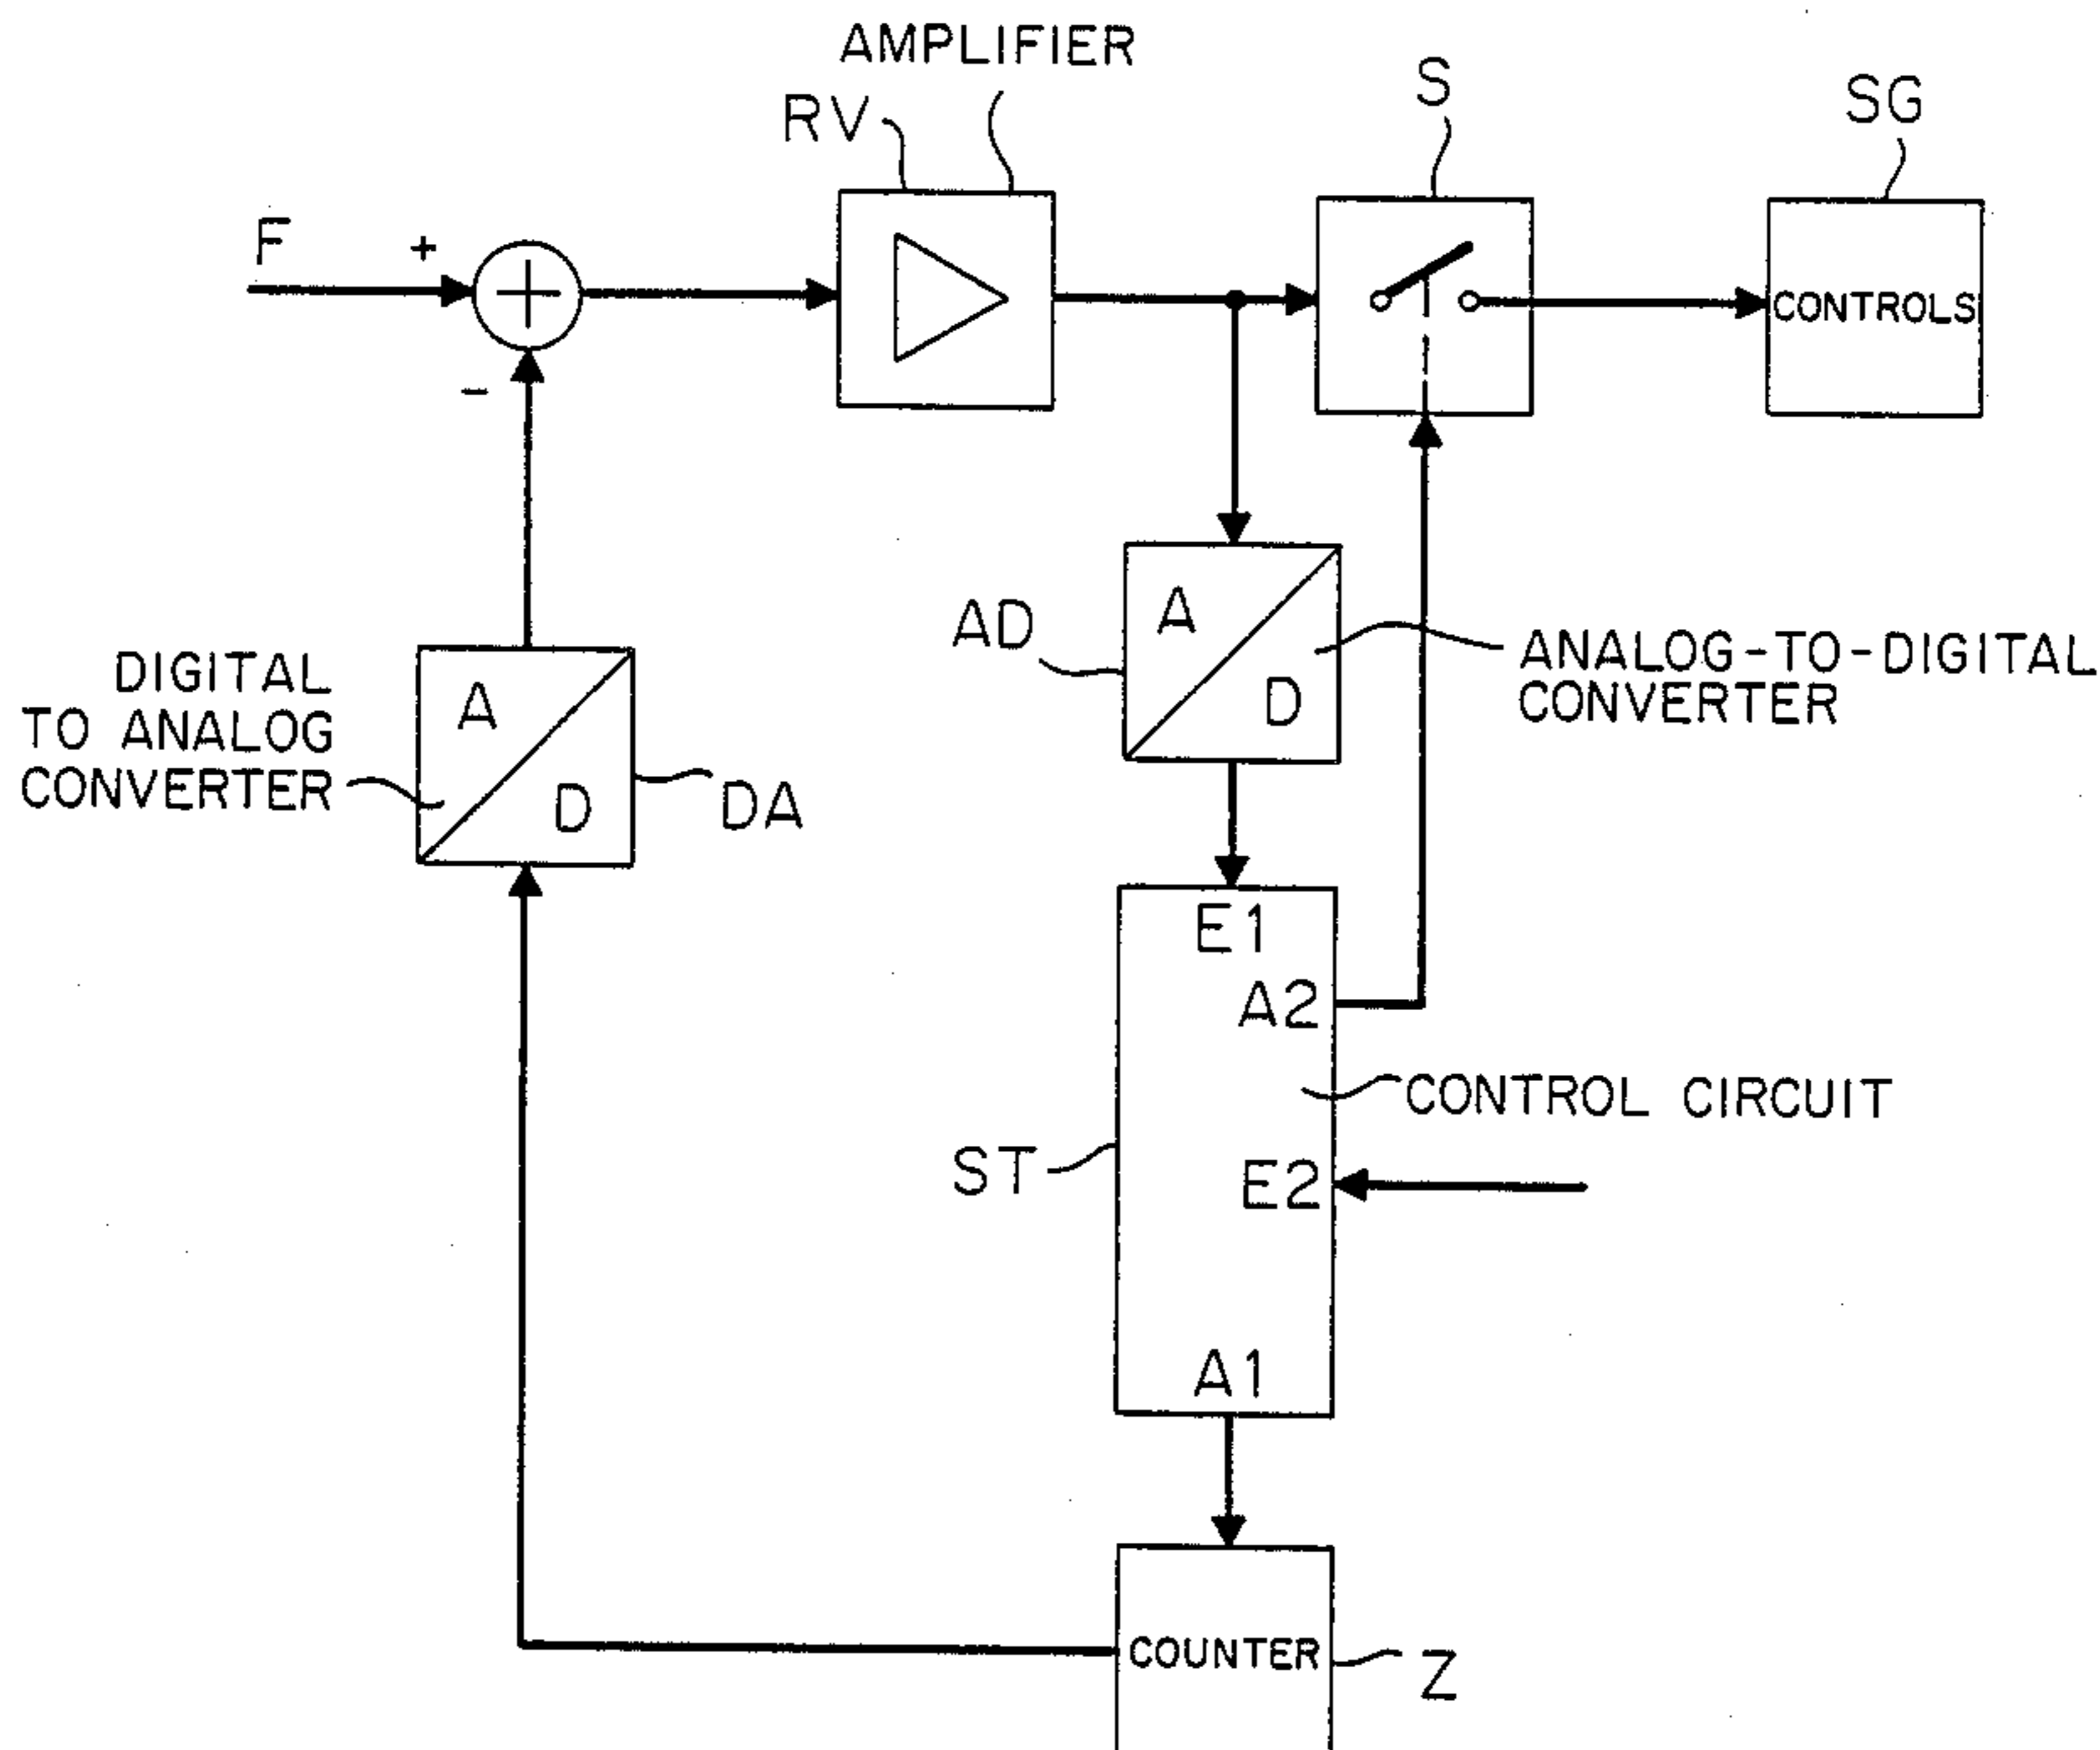 AMPLIFIER
RV
S
SG
F
+
-
CONTROLS
A
D
AD
ANALOG-TO-DIGITAL
CONVERTER
DIGITAL
TO ANALOG
CONVERTER
A
D
DA
E1
A2
CONTROL CIRCUIT
ST
E2
A1
COUNTER
Z